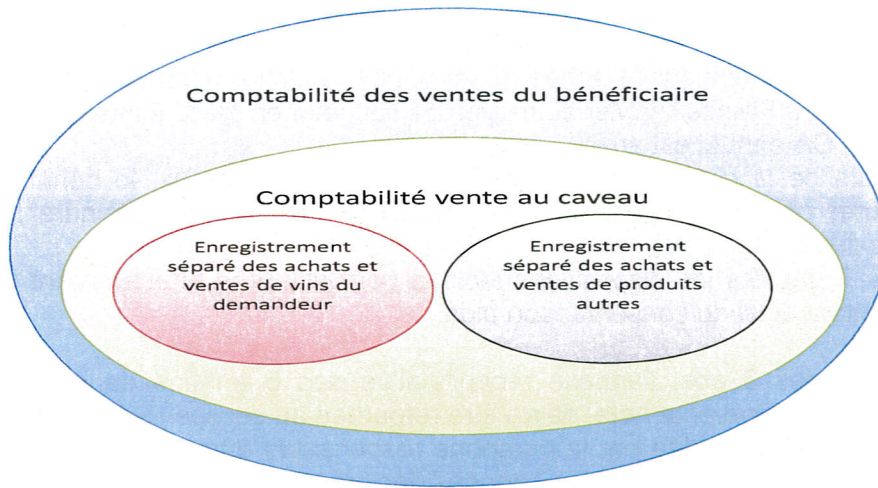 Comptabilité des ventes du bénéficiaire
Comptabilité vente au caveau
Enregistrement
séparé des achats et
ventes de vins du
demandeur
Enregistrement
séparé des achats et
ventes de produits
autres